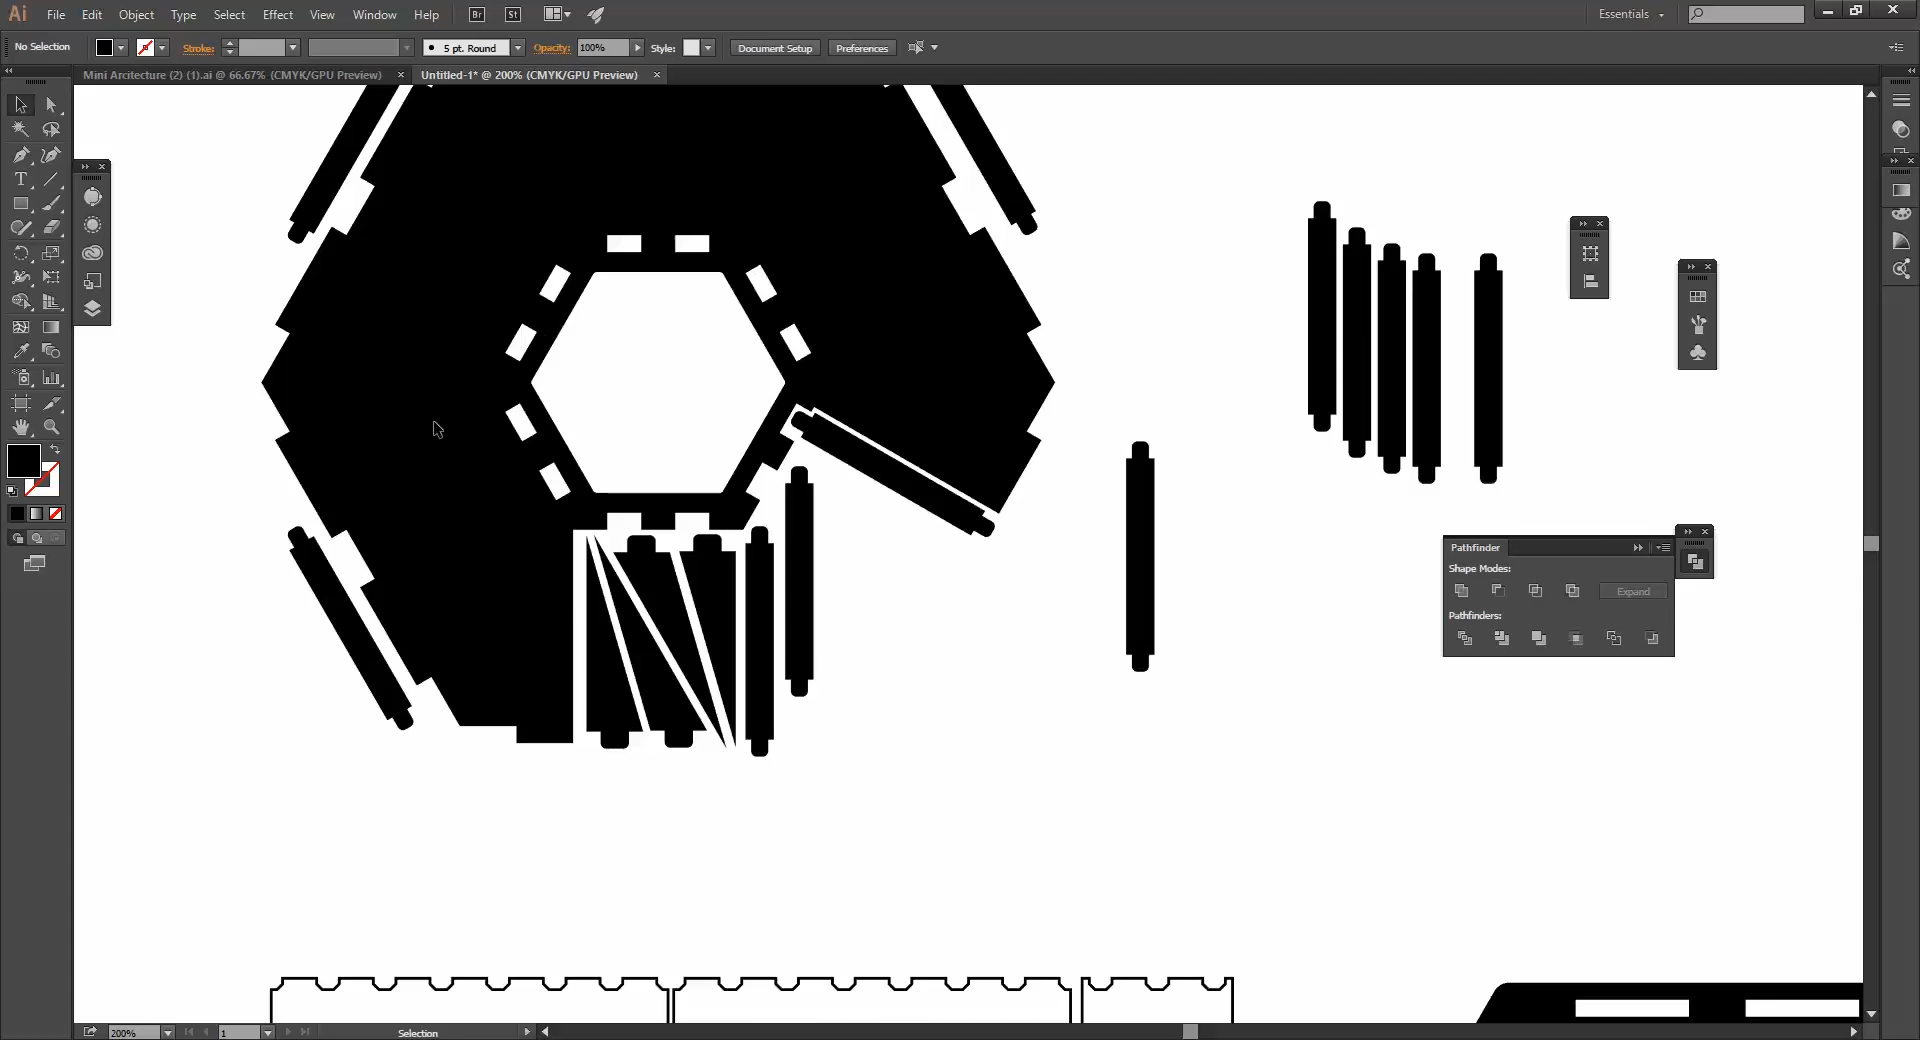 Ai File Edit Object Type Select Effect View Window Help Br St Essentials
No Selection Stroke: 5 pt. Round Opacity: 100% Style: Document Setup Preferences
Mini Arcitecture (2) (1).ai @ 66.67% (CMYK/GPU Preview) Untitled-1* @ 200% (CMYK/GPU Preview)
Pathfinder
Shape Modes:
Expand
Pathfinders:
200% 1 Selection